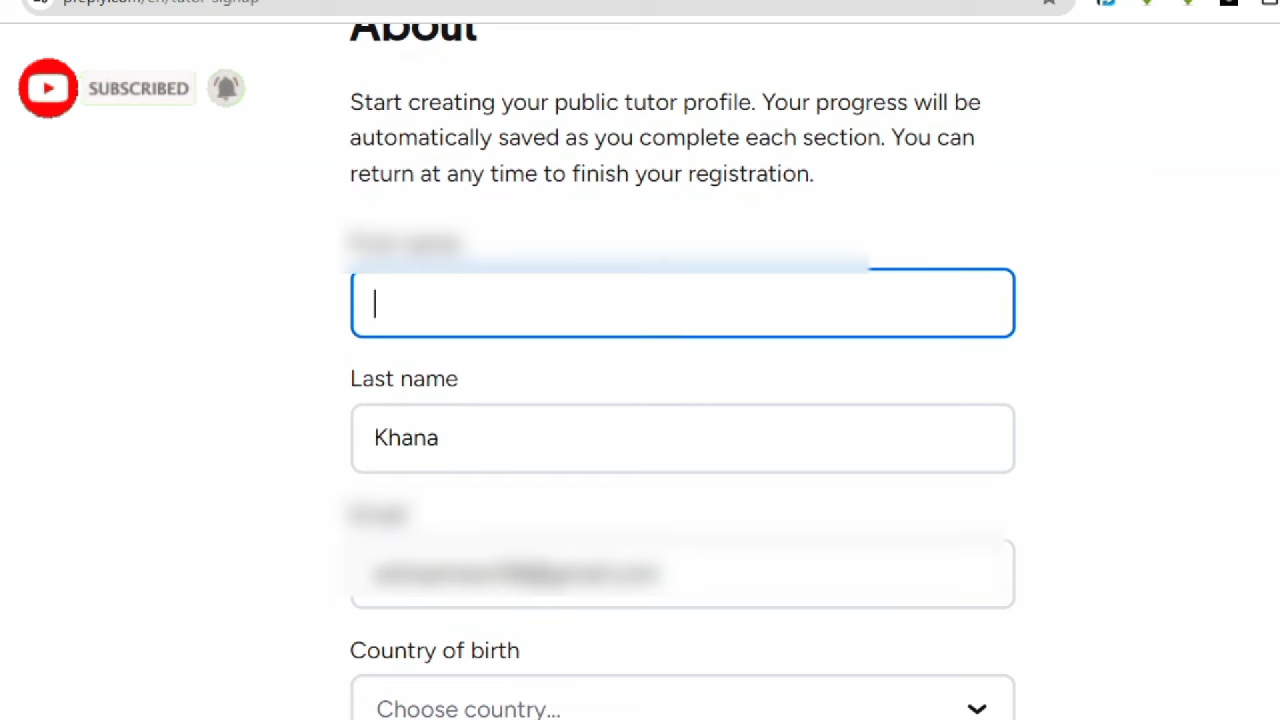 About
SUBSCRIBED
Start creating your public tutor profile. Your progress will be
automatically saved as you complete each section. You can
return at any time to finish your registration.
Last name
Khana
Country of birth
Choose country...